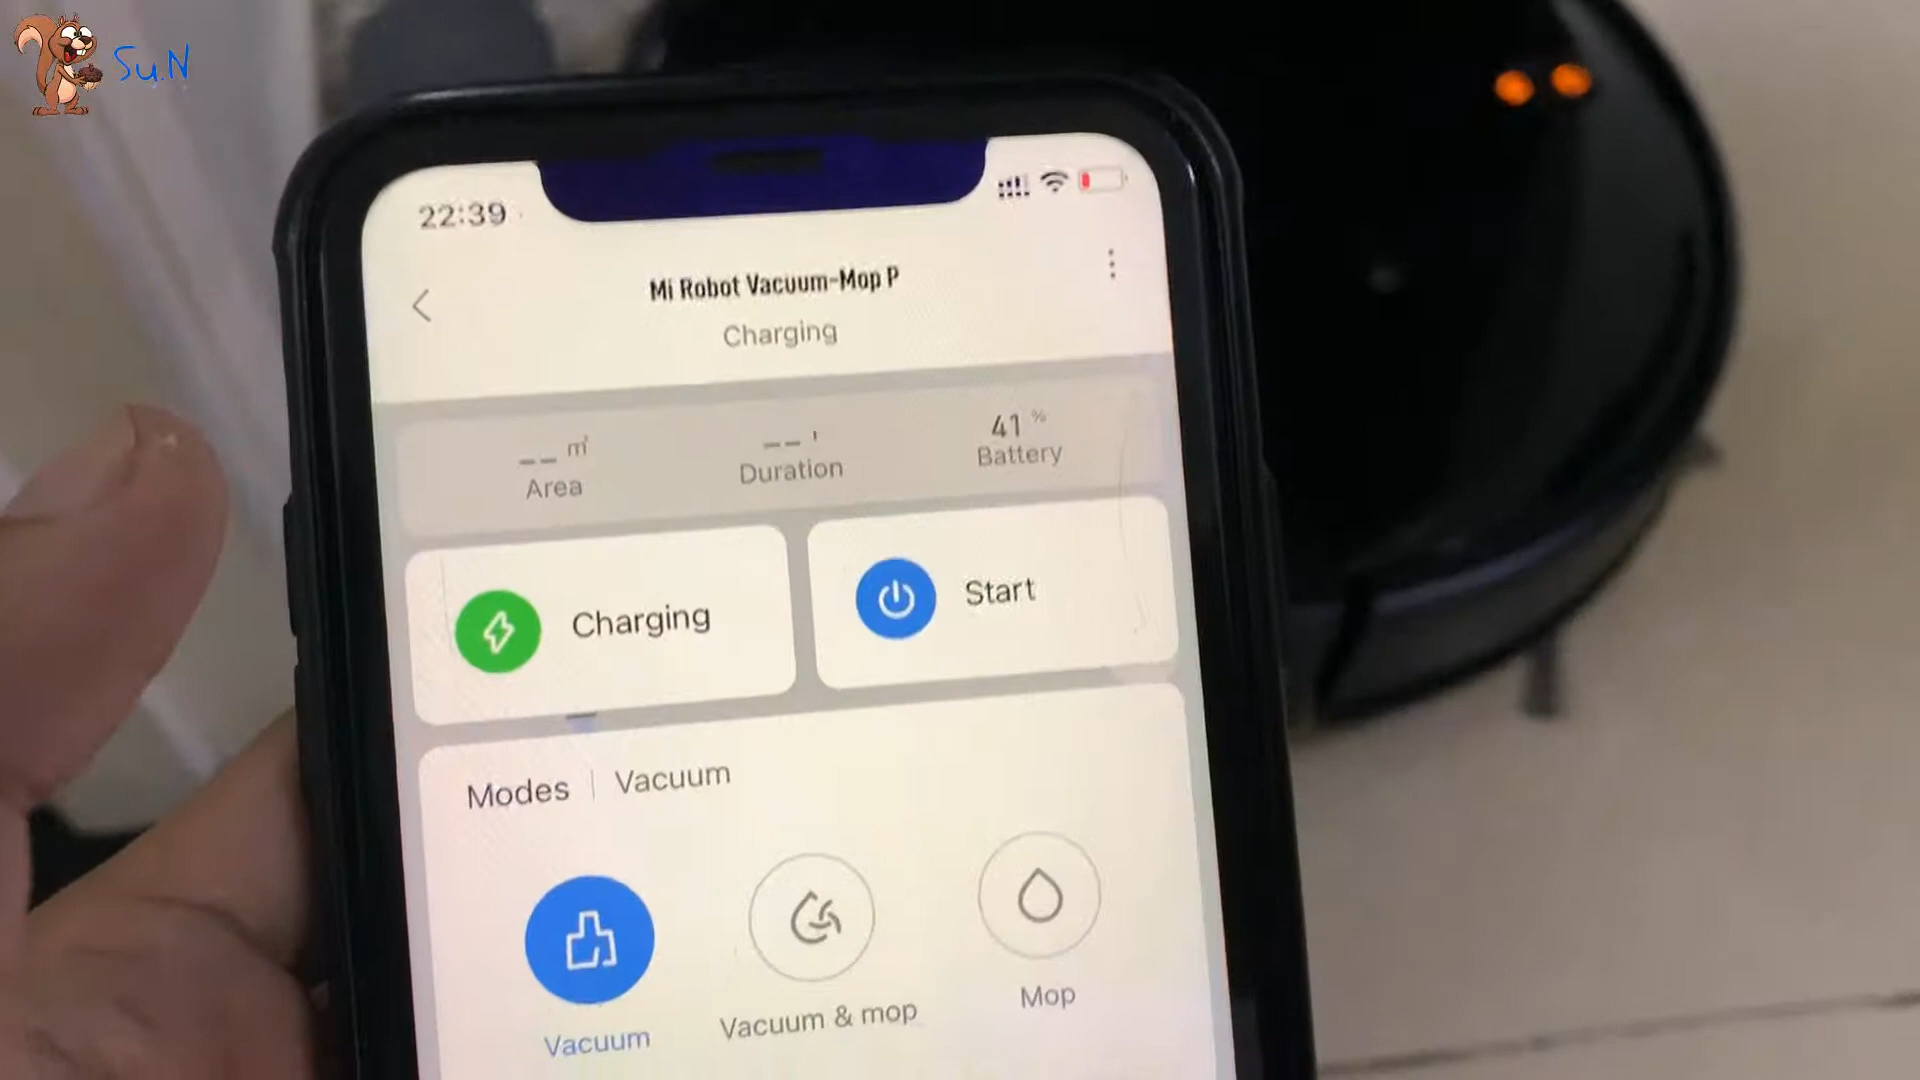 Su.N
22:39
Mi Robot Vacuum-Mop P
Charging
-- m²
Area
-- '
Duration
41 %
Battery
Charging
Start
Modes | Vacuum
Vacuum
Vacuum & mop
Mop